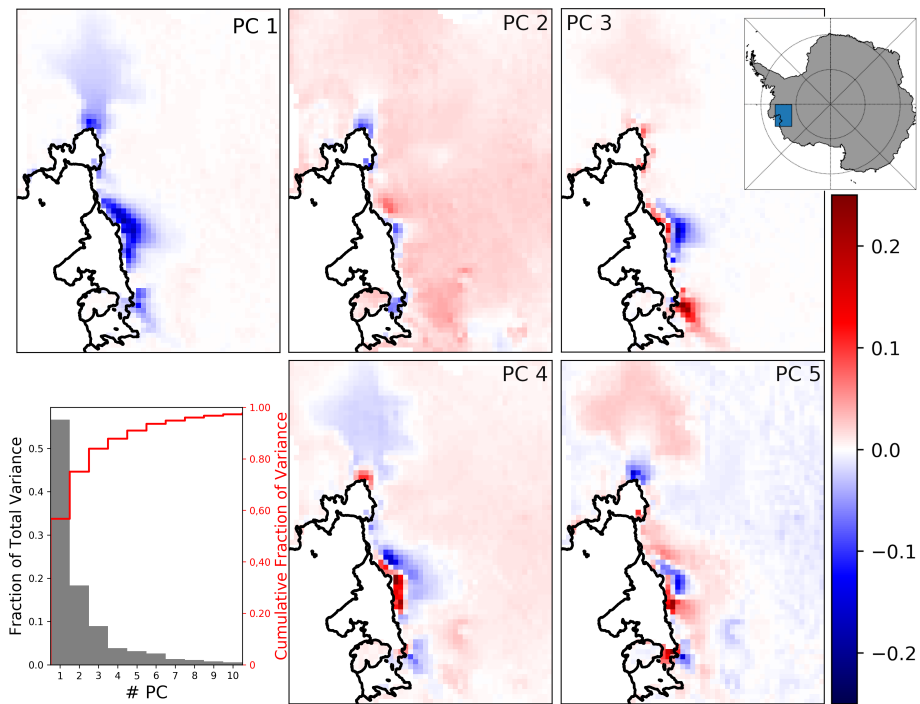 PC 1
PC 2
PC 3
0.2
0.1
0.0
−0.1
−0.2
PC 4
PC 5
Fraction of Total Variance
0.5
0.4
0.3
0.2
0.1
0.0
1.00
0.80
0,60
0,40
0.20
0
Cumulative Fraction of Variance
1 2 3 4 5 6 7 8 9 10
# PC